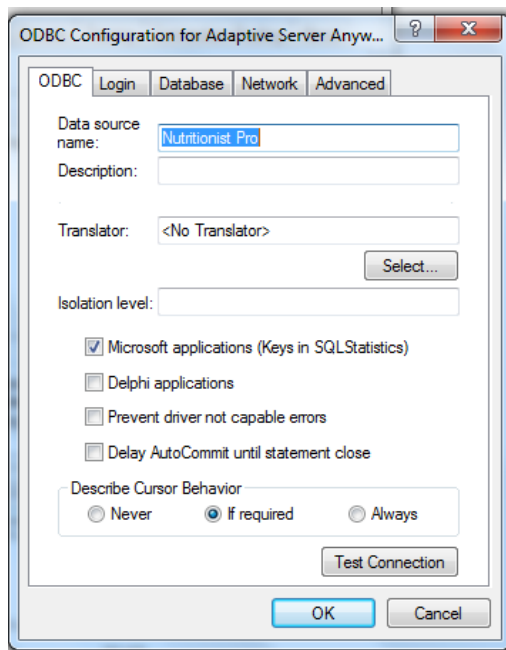 ODBC Configuration for Adaptive Server Anyw...
ODBC Login Database Network Advanced
Data source
name:
Nutritionist Pro
Description:
Translator: <No Translator>
Select...
Isolation level:
Microsoft applications (Keys in SQLStatistics)
Delphi applications
Prevent driver not capable errors
Delay AutoCommit until statement close
Describe Cursor Behavior
Never If required Always
Test Connection
OK Cancel